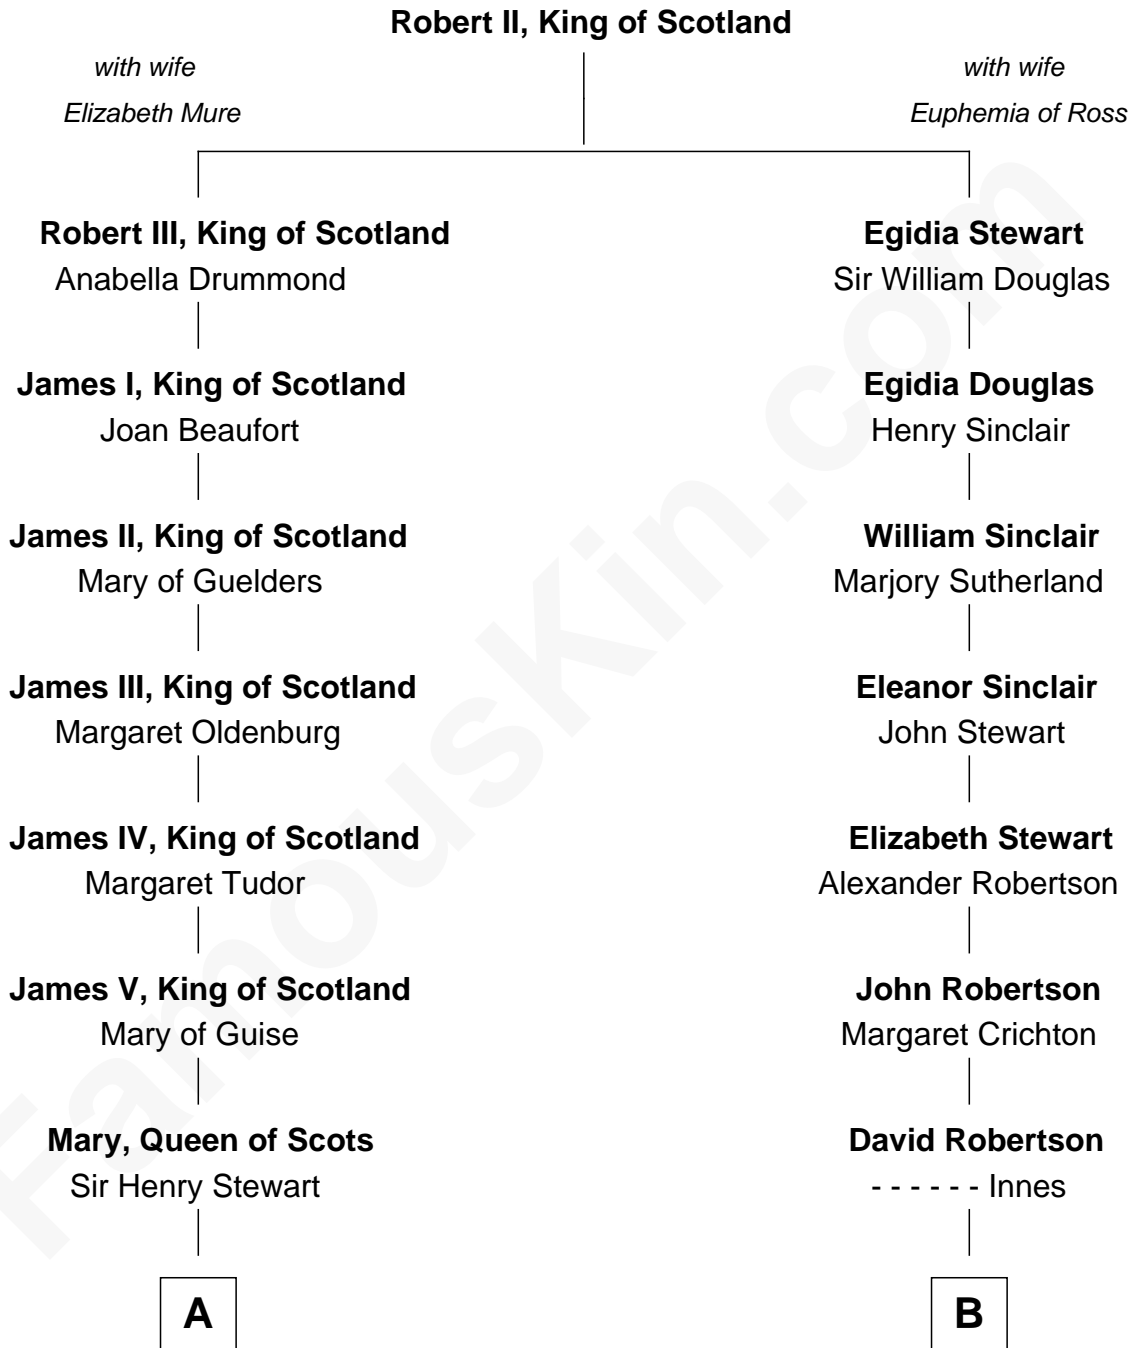 Robert II, King of Scotland
with wife
Elizabeth Mure
with wife
Euphemia of Ross
Robert III, King of Scotland
Anabella Drummond
Egidia Stewart
Sir William Douglas
James I, King of Scotland
Joan Beaufort
Egidia Douglas
Henry Sinclair
James II, King of Scotland
Mary of Guelders
William Sinclair
Marjory Sutherland
James III, King of Scotland
Margaret Oldenburg
Eleanor Sinclair
John Stewart
James IV, King of Scotland
Margaret Tudor
Elizabeth Stewart
Alexander Robertson
James V, King of Scotland
Mary of Guise
John Robertson
Margaret Crichton
Mary, Queen of Scots
Sir Henry Stewart
David Robertson
- - - - - - Innes
A
B
FamousKin.com